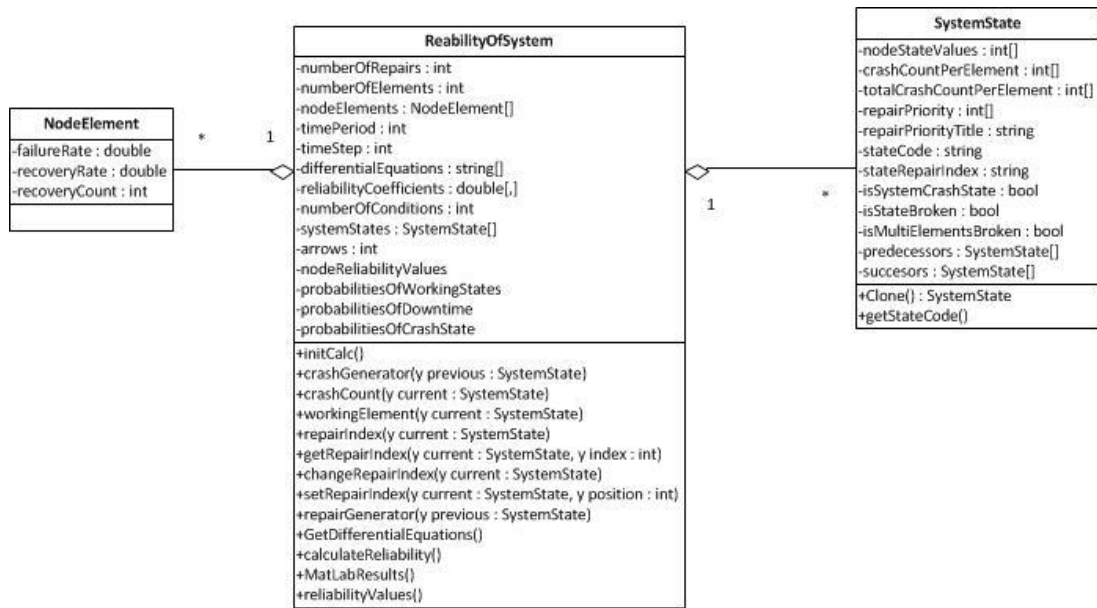 NodeElement
-failureRate : double
-recoveryRate : double
-recoveryCount : int
*
1
ReabilityOfSystem
-numberOfRepairs : int
-numberOfElements : int
-nodeElements : NodeElement[]
-timePeriod : int
-timeStep : int
-differentialEquations : string[]
-reliabilityCoefficients : double[,]
-numberOfConditions : int
-systemStates : SystemState[]
-arrows : int
-nodeReliabilityValues
-probabilitiesOfWorkingStates
-probabilitiesOfDowntime
-probabilitiesOfCrashState
+initCalc()
+crashGenerator(y previous : SystemState)
+crashCount(y current : SystemState)
+workingElement(y current : SystemState)
+repairIndex(y current : SystemState)
+getRepairIndex(y current : SystemState, y index : int)
+changeRepairIndex(y current : SystemState)
+setRepairIndex(y current : SystemState, y position : int)
+repairGenerator(y previous : SystemState)
+GetDifferentialEquations()
+calculateReliability()
+MatLabResults()
+reliabilityValues()
1
*
SystemState
-nodeStateValues : int[]
-crashCountPerElement : int[]
-totalCrashCountPerElement : int[]
-repairPriority : int[]
-repairPriorityTitle : string
-stateCode : string
-stateRepairIndex : string
-isSystemCrashState : bool
-isStateBroken : bool
-isMultiElementsBroken : bool
-predecessors : SystemState[]
-succesors : SystemState[]
+Clone() : SystemState
+getStateCode()